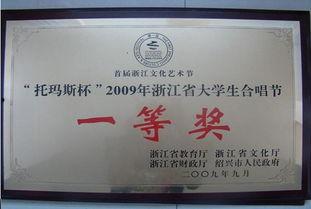 首届浙江文化艺术节
“托玛斯杯”2009年浙江省大学生合唱节
一等奖
浙江省教育厅 浙江省文化厅
浙江省财政厅 绍兴市人民政府
二〇〇九年九月